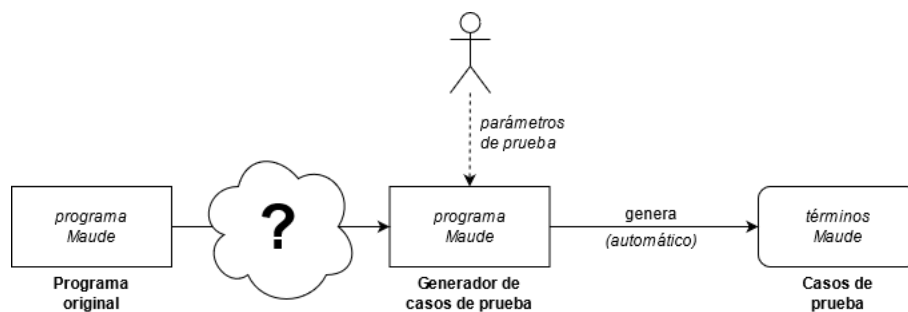 parámetros
de prueba
programa
Maude
?
programa
Maude
genera
(automático)
términos
Maude
Programa
original
Generador de
casos de prueba
Casos de
prueba